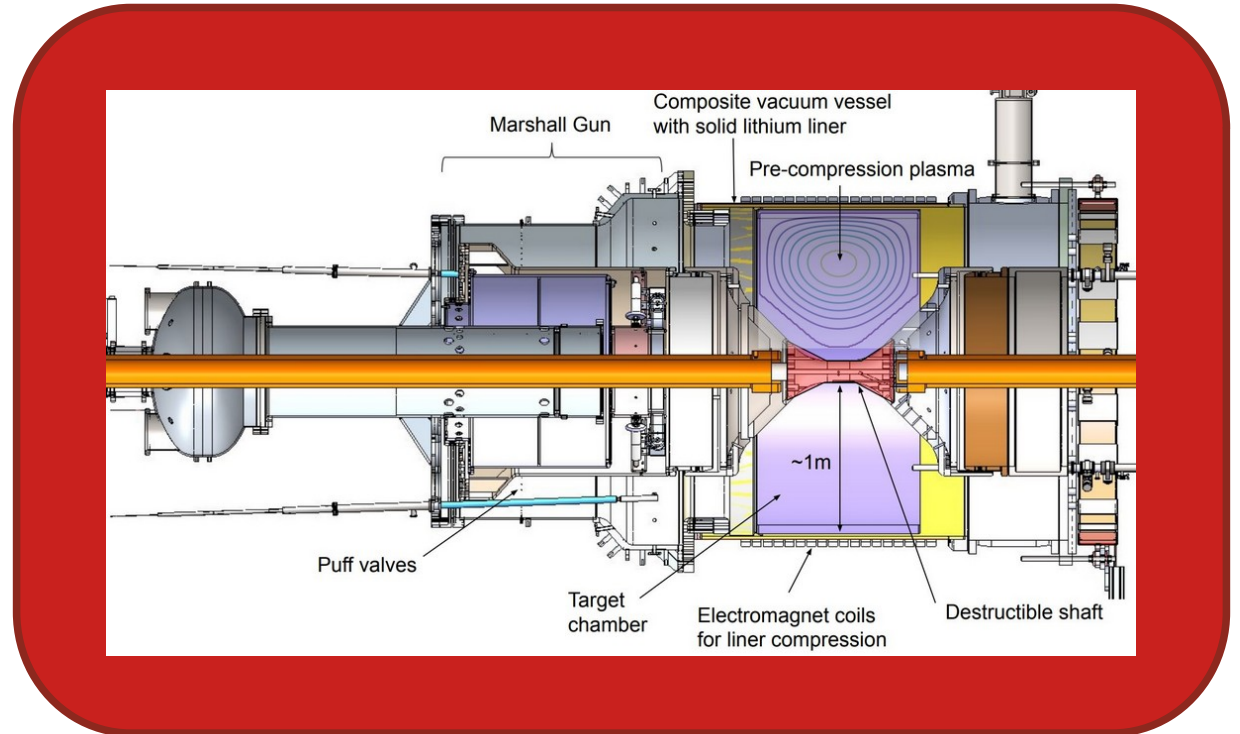 Composite vacuum vessel
with solid lithium liner
Marshall Gun
Pre-compression plasma
~1m
Puff valves
Target
chamber
Electromagnet coils
for liner compression
Destructible shaft